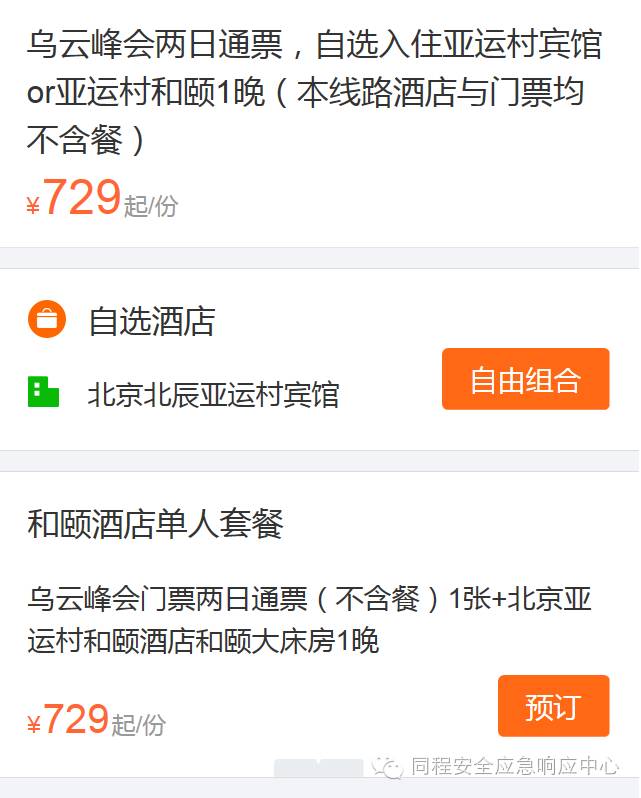 乌云峰会两日通票，自选入住亚运村宾馆
or亚运村和颐1晚（本线路酒店与门票均
不含餐）
¥729起/份
自选酒店
自由组合
北京北辰亚运村宾馆
和颐酒店单人套餐
乌云峰会门票两日通票（不含餐）1张+北京亚
运村和颐酒店和颐大床房1晚
预订
¥729起/份
同程安全应急响应中心